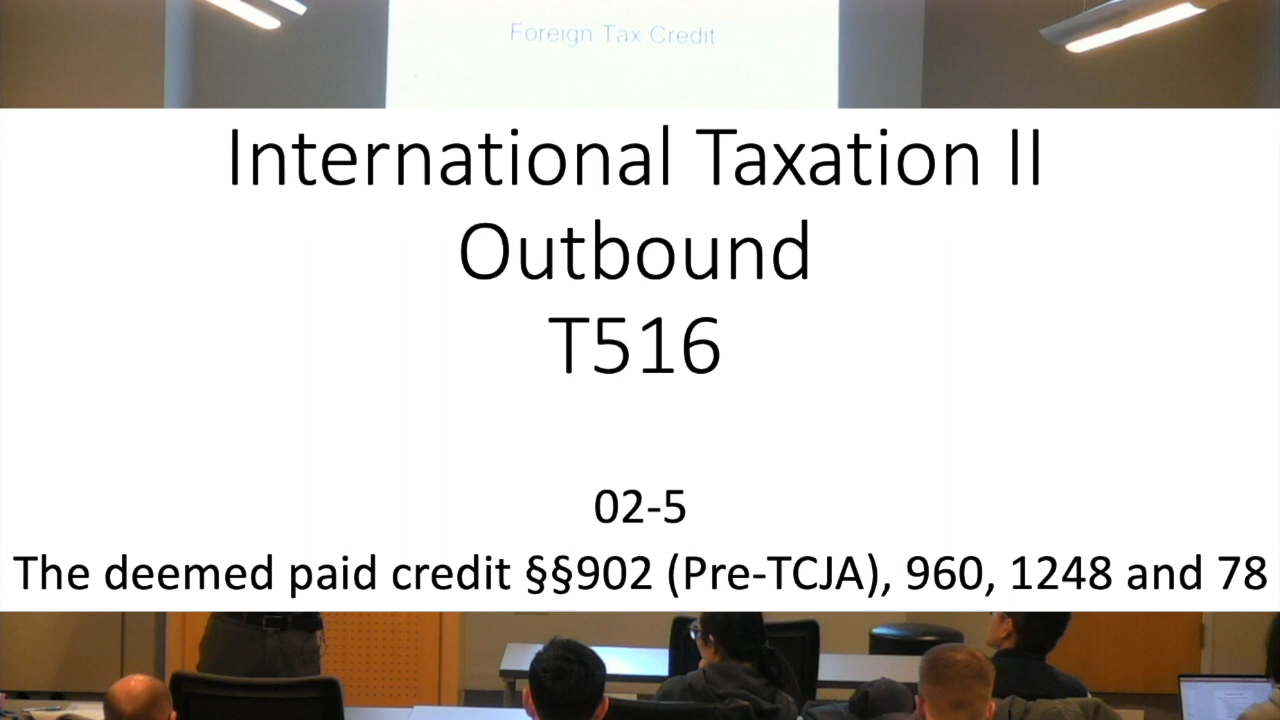 Foreign Tax Credit
International Taxation II
Outbound
T516
02-5
The deemed paid credit §§902 (Pre-TCJA), 960, 1248 and 78